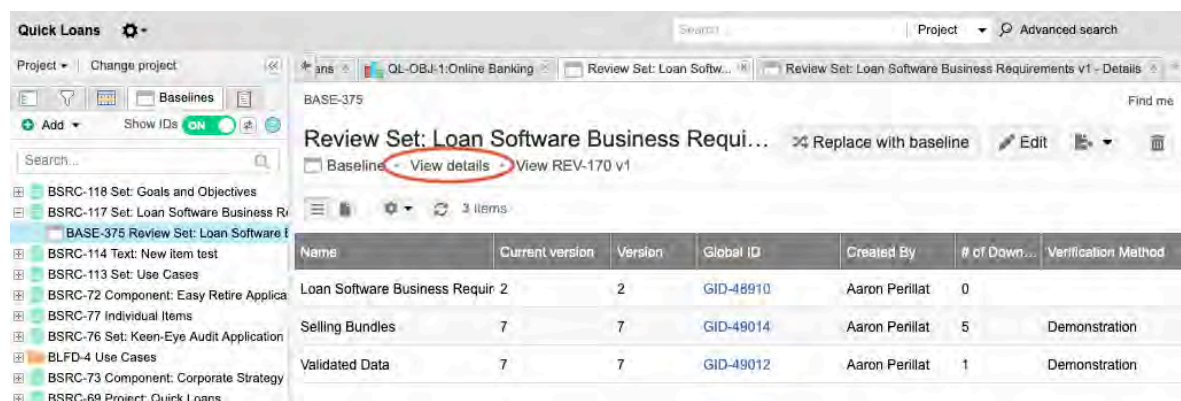 Quick Loans
Search...
Project
Advanced search
Project
Change project
ans
QL-OBJ-1:Online Banking
Review Set: Loan Softw...
Review Set: Loan Software Business Requirements v1 - Details
Baselines
BASE-375
Find me
Add
Show IDs ON
Review Set: Loan Software Business Requi...
Replace with baseline
Edit
Search...
Baseline
View details
View REV-170 v1
BSRC-118 Set: Goals and Objectives
BSRC-117 Set: Loan Software Business Re
3 items
BASE-375 Review Set: Loan Software B
BSRC-114 Text: New item test
Name Current version Version Global ID Created By # of Down... Verification Method
BSRC-113 Set: Use Cases
BSRC-72 Component: Easy Retire Applica
Loan Software Business Requir 2 2 GID-48910 Aaron Perillat 0
BSRC-77 Individual Items
BSRC-76 Set: Keen-Eye Audit Application
Selling Bundles 7 7 GID-49014 Aaron Perillat 5 Demonstration
BLFD-4 Use Cases
BSRC-73 Component: Corporate Strategy
Validated Data 7 7 GID-49012 Aaron Perillat 1 Demonstration
BSRC-69 Project: Quick Loans